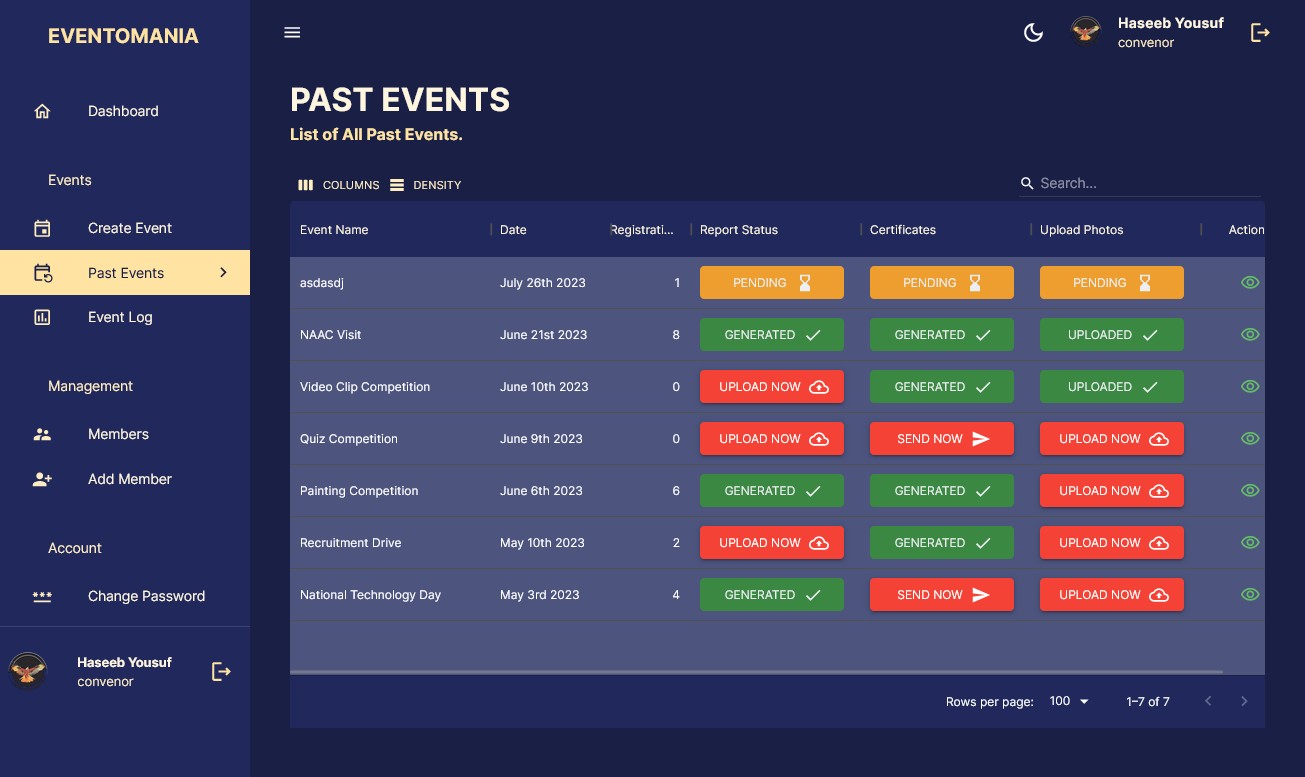 EVENTOMANIA
Dashboard
Events
Create Event
Past Events
Event Log
Management
Members
Add Member
Account
Change Password
Haseeb Yousuf
convenor
Haseeb Yousuf
convenor
PAST EVENTS
List of All Past Events.
COLUMNS DENSITY Search...
Event Name Date Registrati... Report Status Certificates Upload Photos Action
asdasdj July 26th 2023 1 PENDING PENDING PENDING
NAAC Visit June 21st 2023 8 GENERATED GENERATED UPLOADED
Video Clip Competition June 10th 2023 0 UPLOAD NOW GENERATED UPLOADED
Quiz Competition June 9th 2023 0 UPLOAD NOW SEND NOW UPLOAD NOW
Painting Competition June 6th 2023 6 GENERATED GENERATED UPLOAD NOW
Recruitment Drive May 10th 2023 2 UPLOAD NOW GENERATED UPLOAD NOW
National Technology Day May 3rd 2023 4 GENERATED SEND NOW UPLOAD NOW
Rows per page: 100 1–7 of 7